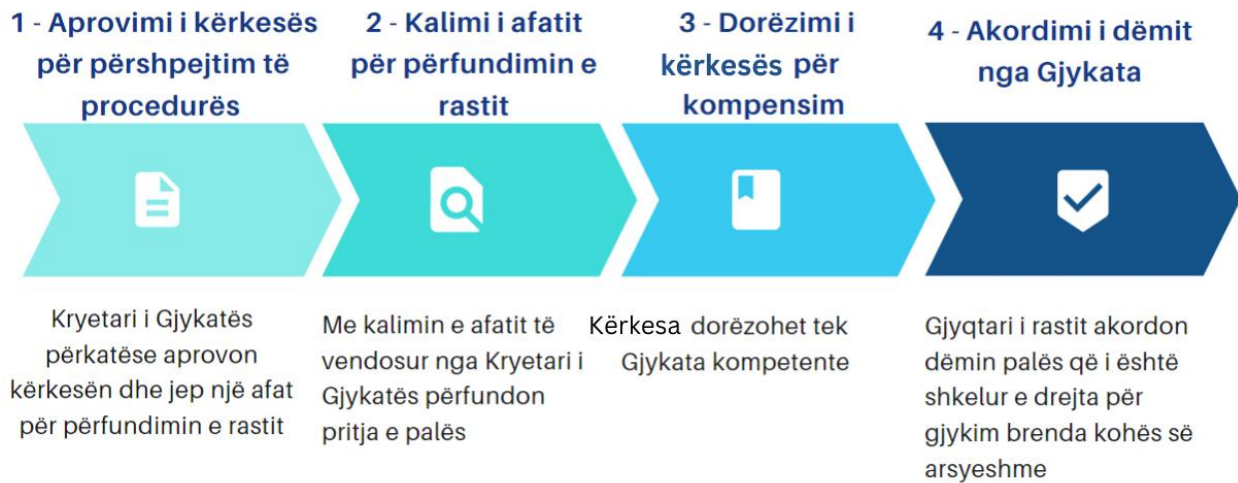 1 - Aprovimi i kërkesës
për përshpejtim të
procedurës
2 - Kalimi i afatit
për përfundimin e
rastit
3 - Dorëzimi i
kërkesës për
kompensim
4 - Akordimi i dëmit
nga Gjykata
Kryetari i Gjykatës
përkatëse aprovon
kërkesën dhe jep një afat
për përfundimin e rastit
Me kalimin e afatit të
vendosur nga Kryetari i
Gjykatës përfundon
pritja e palës
Kërkesa dorëzohet tek
Gjykata kompetente
Gjyqtari i rastit akordon
dëmin palës që i është
shkelur e drejta për
gjykim brenda kohës së
arsyeshme